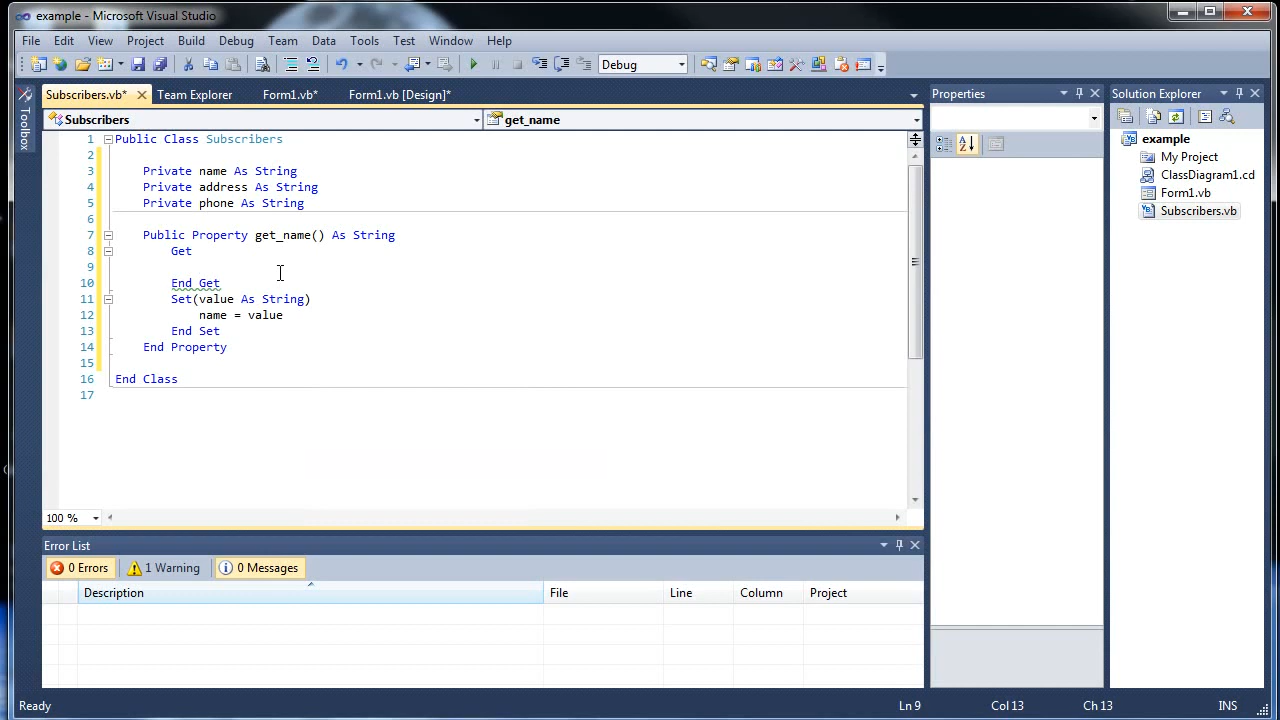 example - Microsoft Visual Studio
File Edit View Project Build Debug Team Data Tools Test Window Help
Debug
Subscribers.vb* Team Explorer Form1.vb* Form1.vb [Design]*
Properties
Solution Explorer
Toolbox
Subscribers get_name
1 Public Class Subscribers
2
3 Private name As String
4 Private address As String
5 Private phone As String
6
7 Public Property get_name() As String
8 Get
9
10 End Get
11 Set(value As String)
12 name = value
13 End Set
14 End Property
15
16 End Class
17
100 %
example
My Project
ClassDiagram1.cd
Form1.vb
Subscribers.vb
Error List
0 Errors 1 Warning 0 Messages
Description File Line Column Project
Ready Ln 9 Col 13 Ch 13 INS